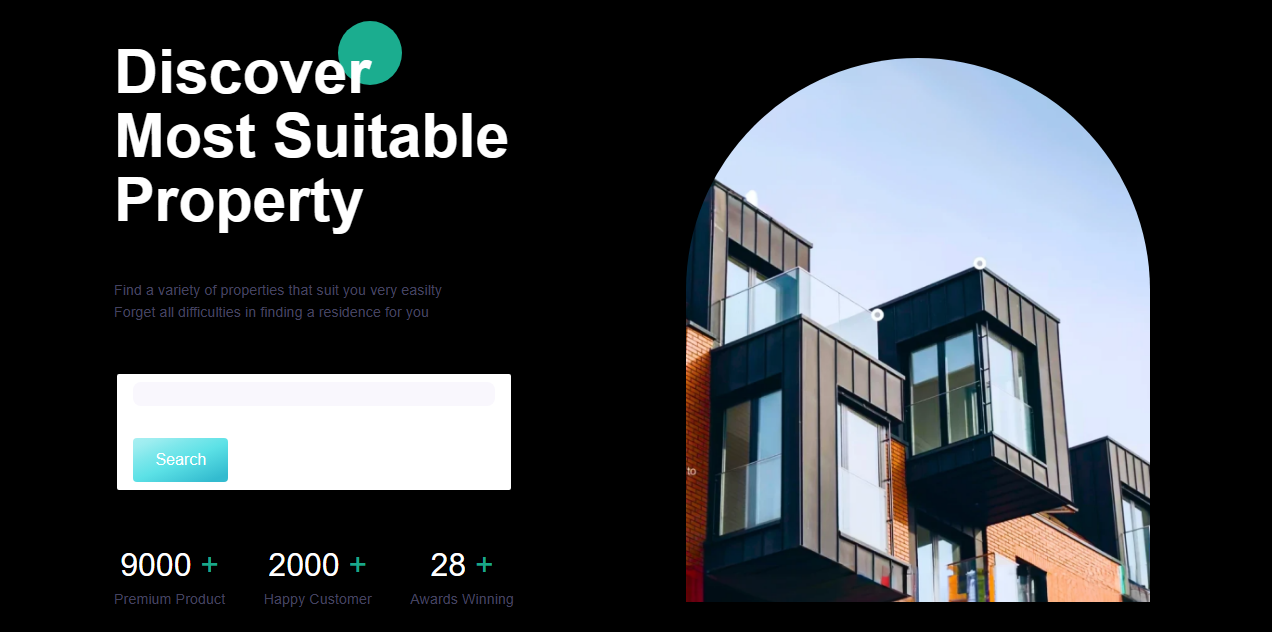 Discover
Most Suitable
Property
Find a variety of properties that suit you very easilty
Forget all difficulties in finding a residence for you
Search
9000 +
2000 +
28 +
Premium Product
Happy Customer
Awards Winning
to